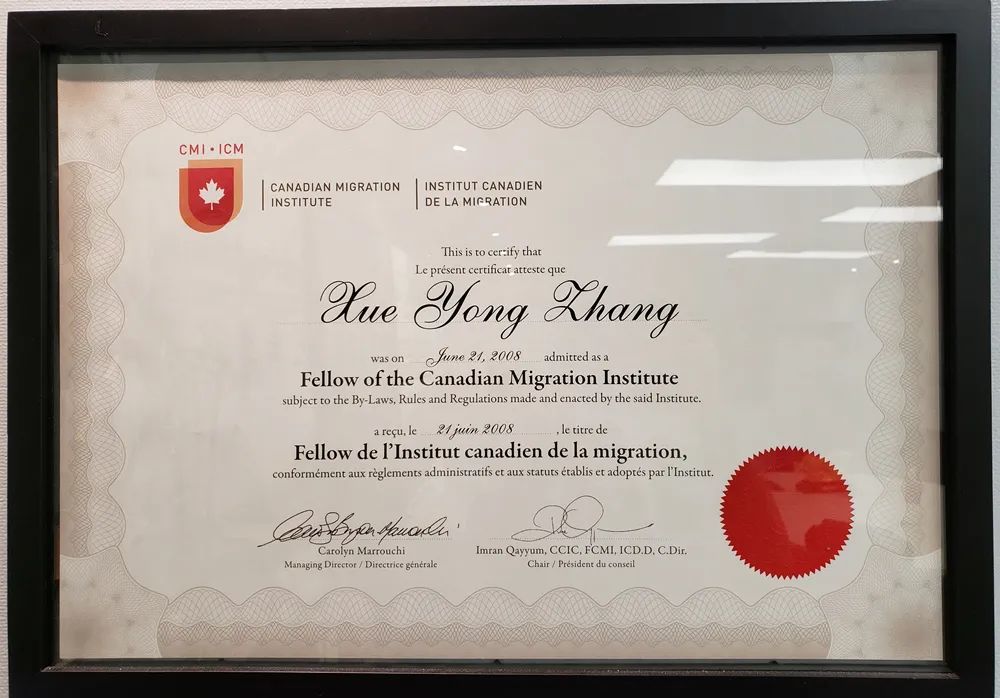 CMI • ICM
CANADIAN MIGRATION
INSTITUTE
INSTITUT CANADIEN
DE LA MIGRATION
This is to certify that
Le présent certificat atteste que
Xue Yong Zhang
was on June 21, 2008 admitted as a
Fellow of the Canadian Migration Institute
subject to the By-Laws, Rules and Regulations made and enacted by the said Institute.
a reçu, le 21 juin 2008, le titre de
Fellow de l'Institut canadien de la migration,
conformément aux règlements administratifs et aux statuts établis et adoptés par l'Institut.
Carolyn Marrouchi
Managing Director / Directrice générale
Imran Qayyum, CCIC, FCMI, ICD.D, C.Dir.
Chair / Président du conseil